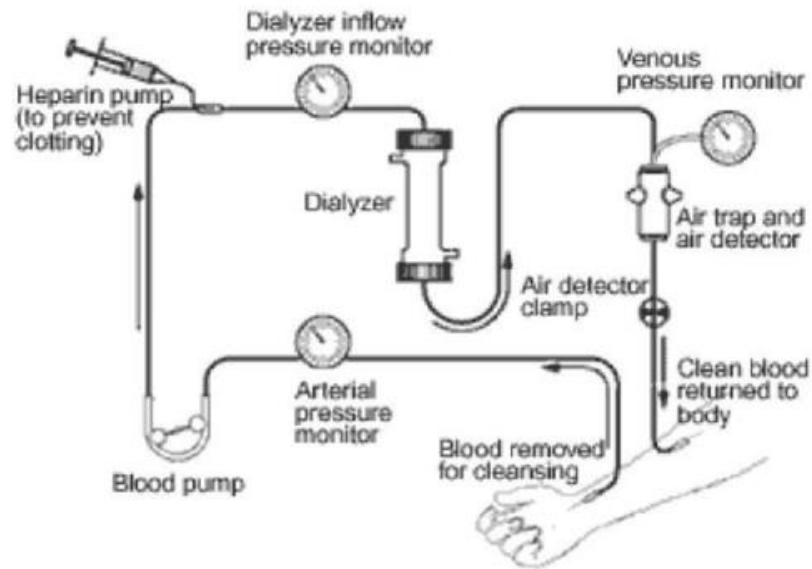 Dialyzer inflow
pressure monitor
Venous
pressure monitor
Heparin pump
(to prevent
clotting)
Dialyzer
Air trap and
air detector
Air detector
clamp
Clean blood
returned to
body
Arterial
pressure
monitor
Blood removed
for cleansing
Blood pump